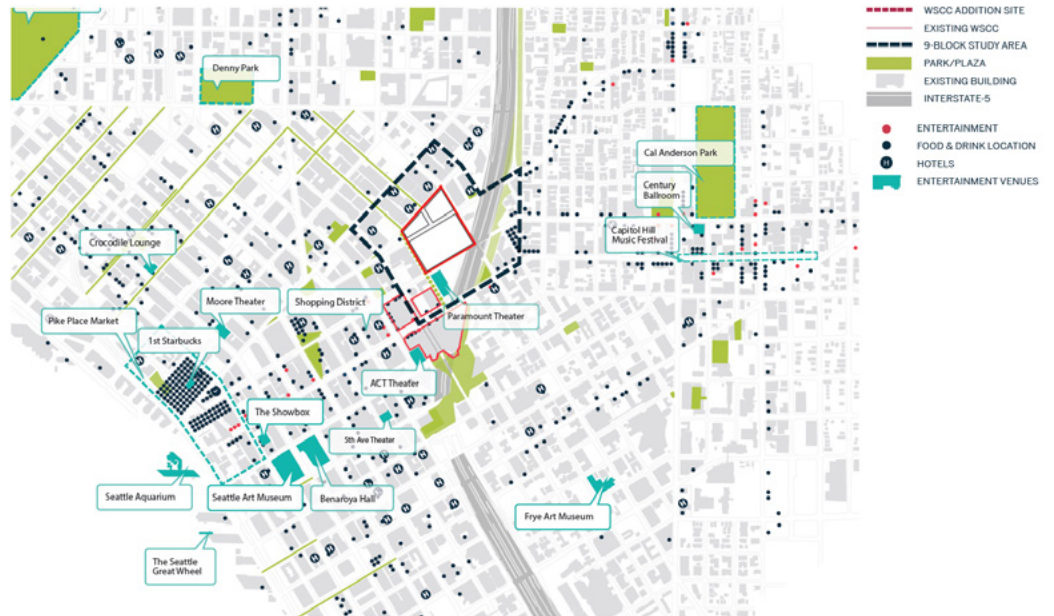 WSCC ADDITION SITE
EXISTING WSCC
9-BLOCK STUDY AREA
PARK/PLAZA
EXISTING BUILDING
INTERSTATE-5
ENTERTAINMENT
FOOD & DRINK LOCATION
H HOTELS
ENTERTAINMENT VENUES
Denny Park
Cal Anderson Park
Century
Ballroom
Capitol Hill
Music Festival
Crocodile Lounge
Moore Theater
Shopping District
Paramount Theater
Pike Place Market
1st Starbucks
ACT Theater
The Showbox
5th Ave Theater
Seattle Aquarium
Seattle Art Museum
Benaroya Hall
Frye Art Museum
The Seattle
Great Wheel